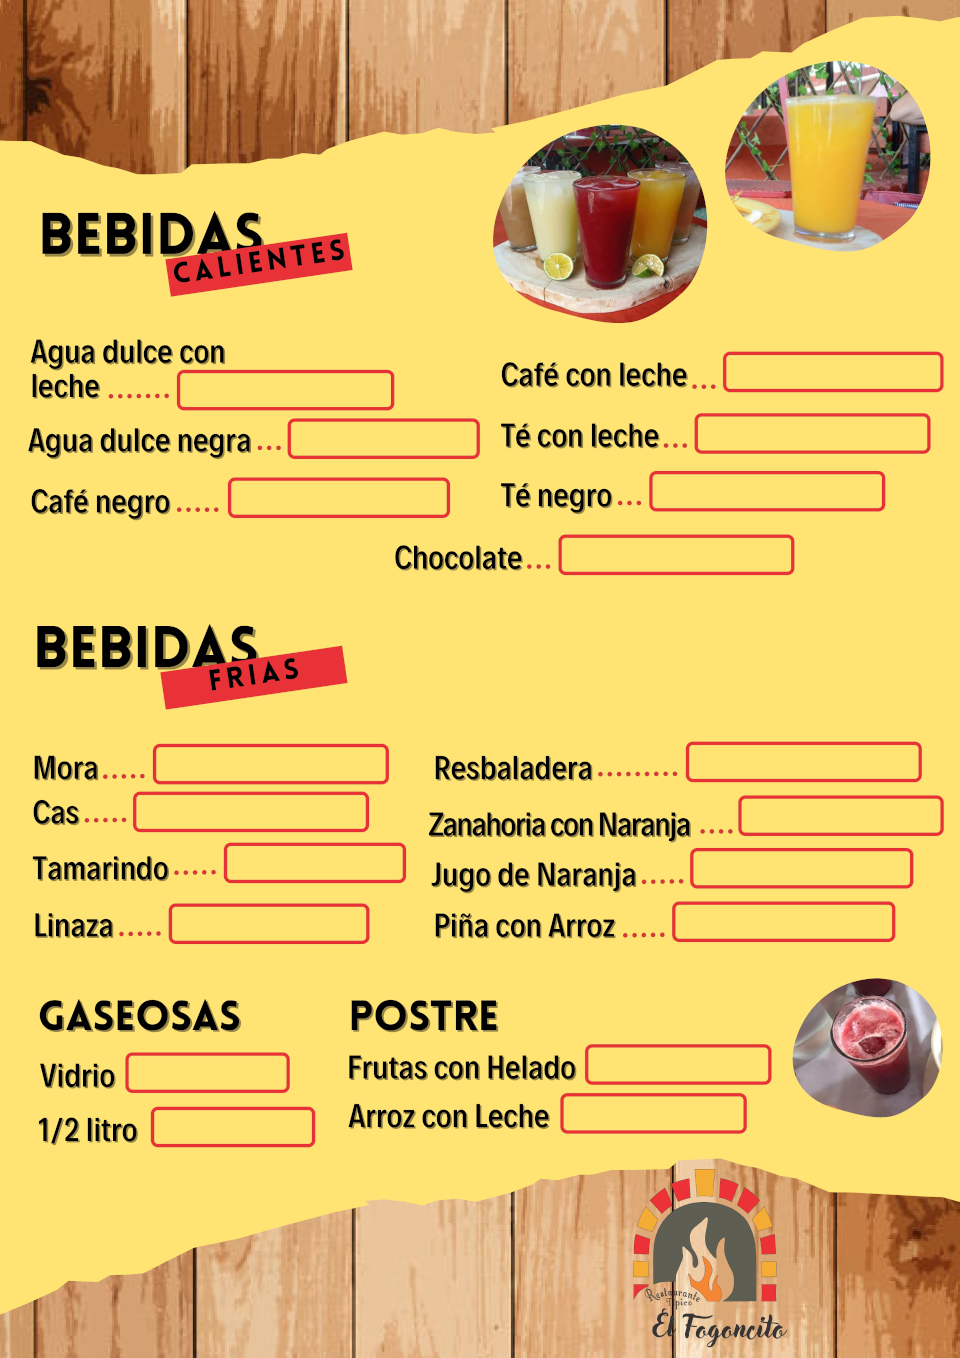 BEBIDAS
CALIENTES
Agua dulce con
leche .......
Agua dulce negra ...
Café negro .....
Café con leche ...
Té con leche ...
Té negro ...
Chocolate ...
BEBIDAS
FRIAS
Mora .....
Cas .....
Tamarindo .....
Linaza .....
Resbaladera .........
Zanahoria con Naranja ....
Jugo de Naranja .....
Piña con Arroz .....
GASEOSAS
Vidrio
1/2 litro
POSTRE
Frutas con Helado
Arroz con Leche
Restaurante
Típico
El Fogoncito